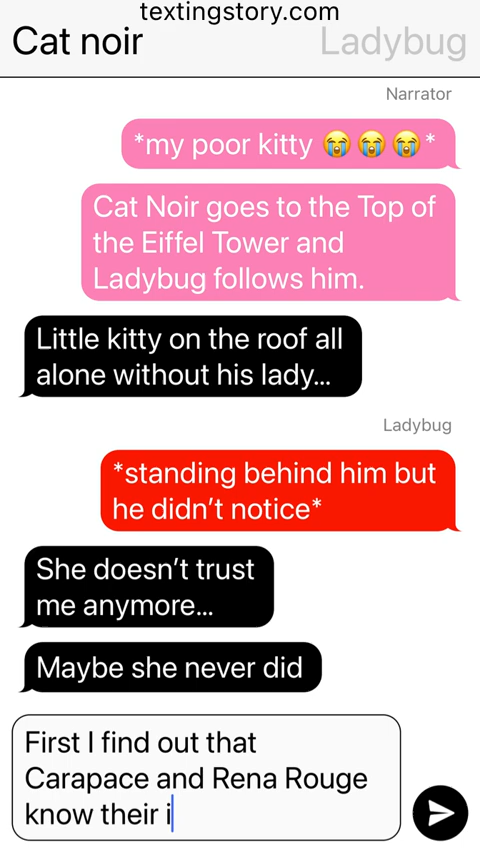 textingstory.com
Cat noir
Ladybug
Narrator
*my poor kitty 😭😭😭*
Cat Noir goes to the Top of
the Eiffel Tower and
Ladybug follows him.
Little kitty on the roof all
alone without his lady...
Ladybug
*standing behind him but
he didn’t notice*
She doesn’t trust
me anymore...
Maybe she never did
First I find out that
Carapace and Rena Rouge
know their i